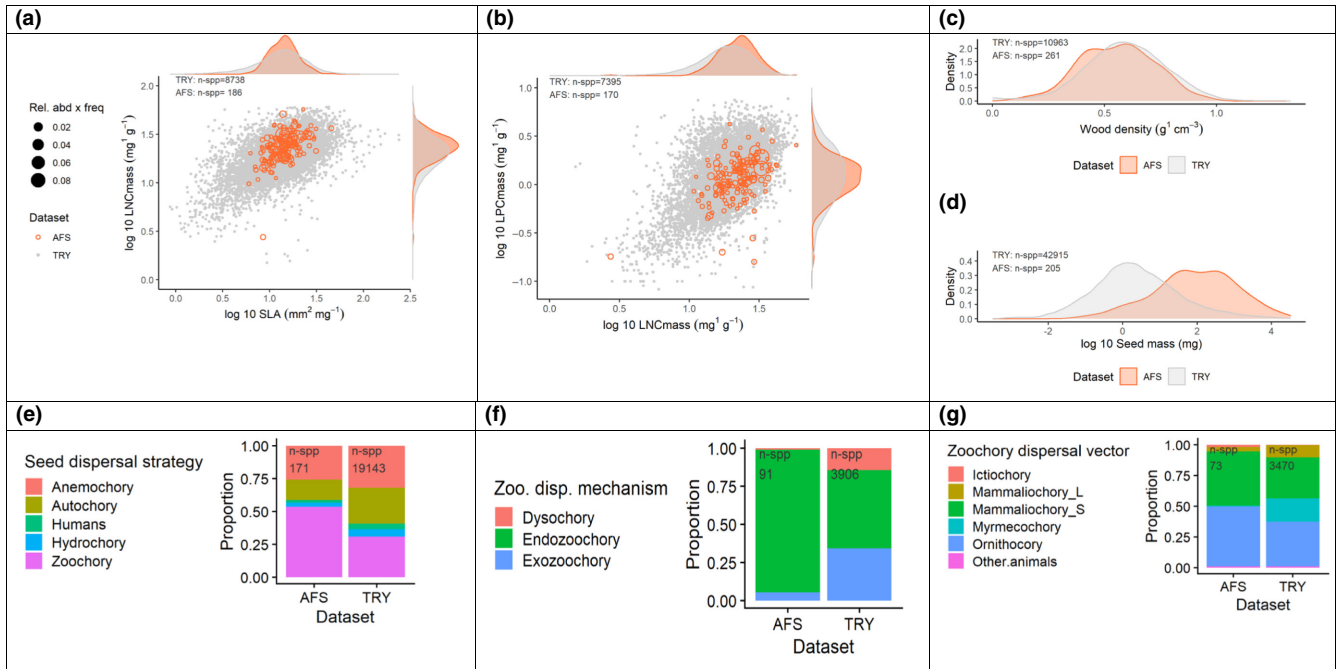 (a)
TRY: n-spp=8738
AFS: n-spp= 186
Rel. abd x freq
0.02
0.04
0.06
0.08
Dataset
AFS
TRY
log 10 LNCmass (mg¹ g⁻¹)
2.0
1.5
1.0
0.5
0.0
0.0 0.5 1.0 1.5 2.0 2.5
log 10 SLA (mm² mg⁻¹)
(b)
TRY: n-spp=7395
AFS: n-spp= 170
log 10 LPCmass (mg¹ g⁻¹)
1.0
0.5
0.0
−0.5
−1.0
0.0 0.5 1.0 1.5
log 10 LNCmass (mg¹ g⁻¹)
(c)
TRY: n-spp=10963
AFS: n-spp= 261
Density
2.0
1.5
1.0
0.5
0.0
0.0 0.5 1.0
Wood density (g¹ cm⁻³)
Dataset AFS TRY
(d)
TRY: n-spp=42915
AFS: n-spp= 205
Density
0.4
0.3
0.2
0.1
0.0
-2 0 2 4
log 10 Seed mass (mg)
Dataset AFS TRY
(e)
Seed dispersal strategy
Anemochory
Autochory
Humans
Hydrochory
Zoochory
Proportion
1.00
0.75
0.50
0.25
0.00
n-spp n-spp
171 19143
AFS TRY
Dataset
(f)
Zoo. disp. mechanism
Dysochory
Endozoochory
Exozoochory
Proportion
1.00
0.75
0.50
0.25
0.00
n-spp n-spp
91 3906
AFS TRY
Dataset
(g)
Zoochory dispersal vector
Ictiochory
Mammaliochory_L
Mammaliochory_S
Myrmecochory
Ornithocory
Other.animals
Proportion
1.00
0.75
0.50
0.25
0.00
n-spp n-spp
73 3470
AFS TRY
Dataset